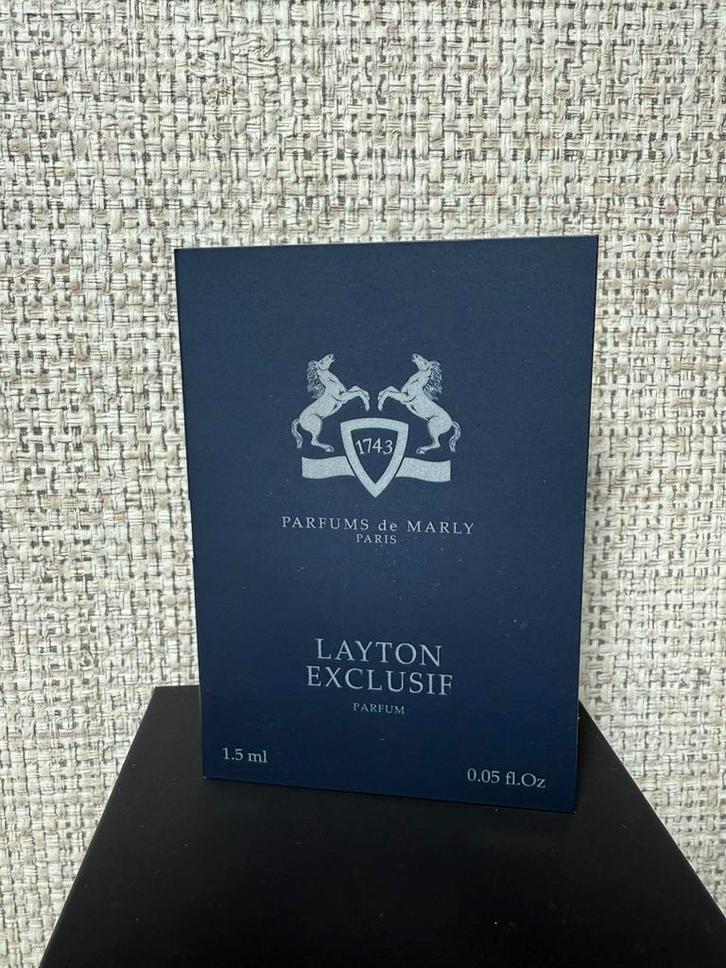 1743
PARFUMS de MARLY
PARIS
LAYTON
EXCLUSIF
PARFUM
1.5 ml
0.05 fl.Oz